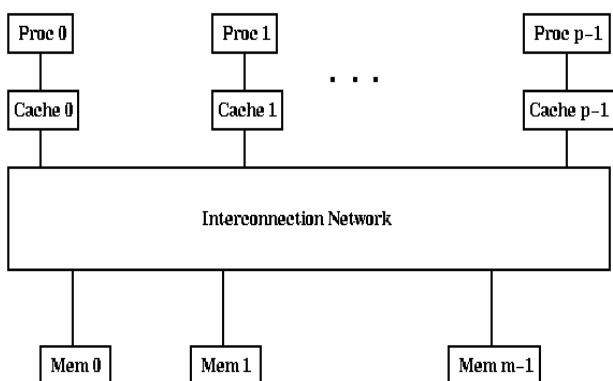 Proc 0
Proc 1
Proc p-1
. . .
Cache 0
Cache 1
Cache p-1
Interconnection Network
Mem 0
Mem 1
Mem m-1